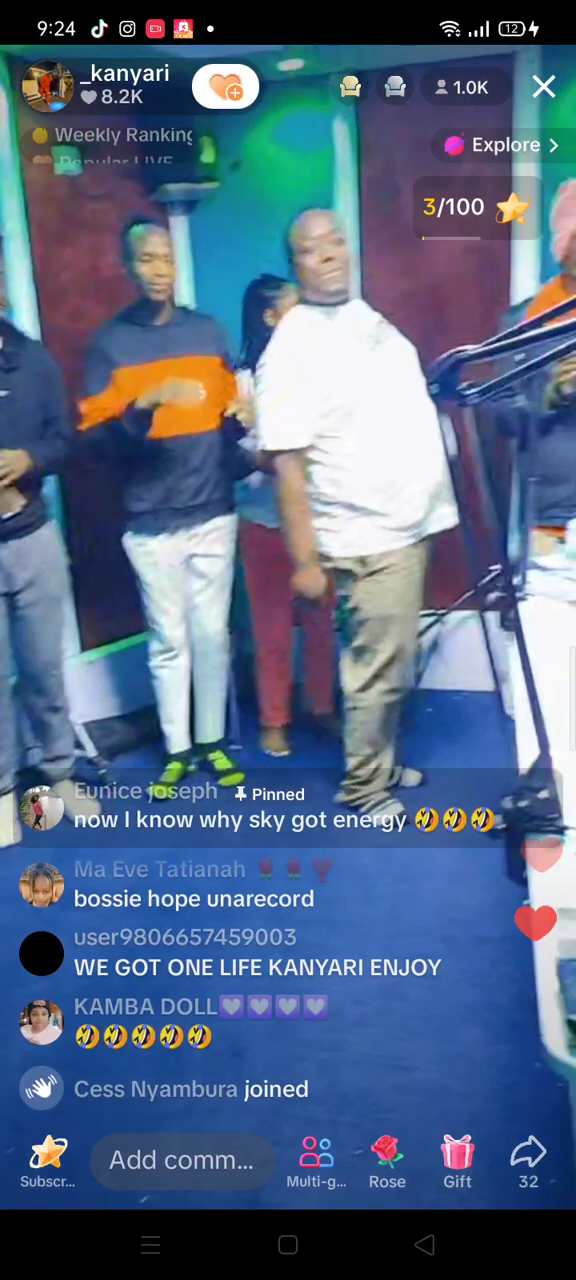 9:24
12
_kanyari
8.2K
1.0K
Weekly Ranking
Popular LIVE
Explore
3/100
Eunice joseph Pinned
now I know why sky got energy 🤣🤣🤣
Ma Eve Tatianah 🌹🌹
bossie hope unarecord
user9806657459003
WE GOT ONE LIFE KANYARI ENJOY
KAMBA DOLL💜💜💜💜
🤣🤣🤣🤣🤣
Cess Nyambura joined
Subscr...
Add comm...
Multi-g...
Rose
Gift
32